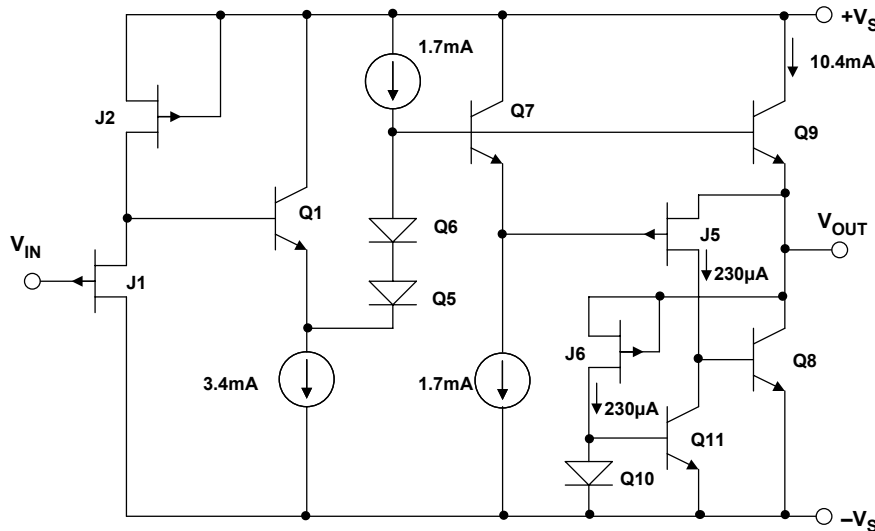 +VS
1.7mA
10.4mA
J2
Q7
Q9
Q1
VIN
Q6
VOUT
J5
J1
Q5
230µA
J6
Q8
3.4mA
1.7mA
230µA
Q11
Q10
–VS